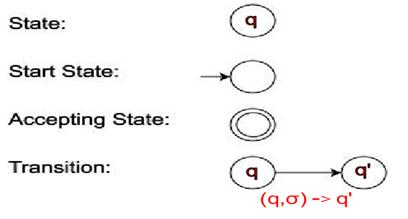 State: q
Start State:
Accepting State:
Transition: q q'
(q,σ) -> q'